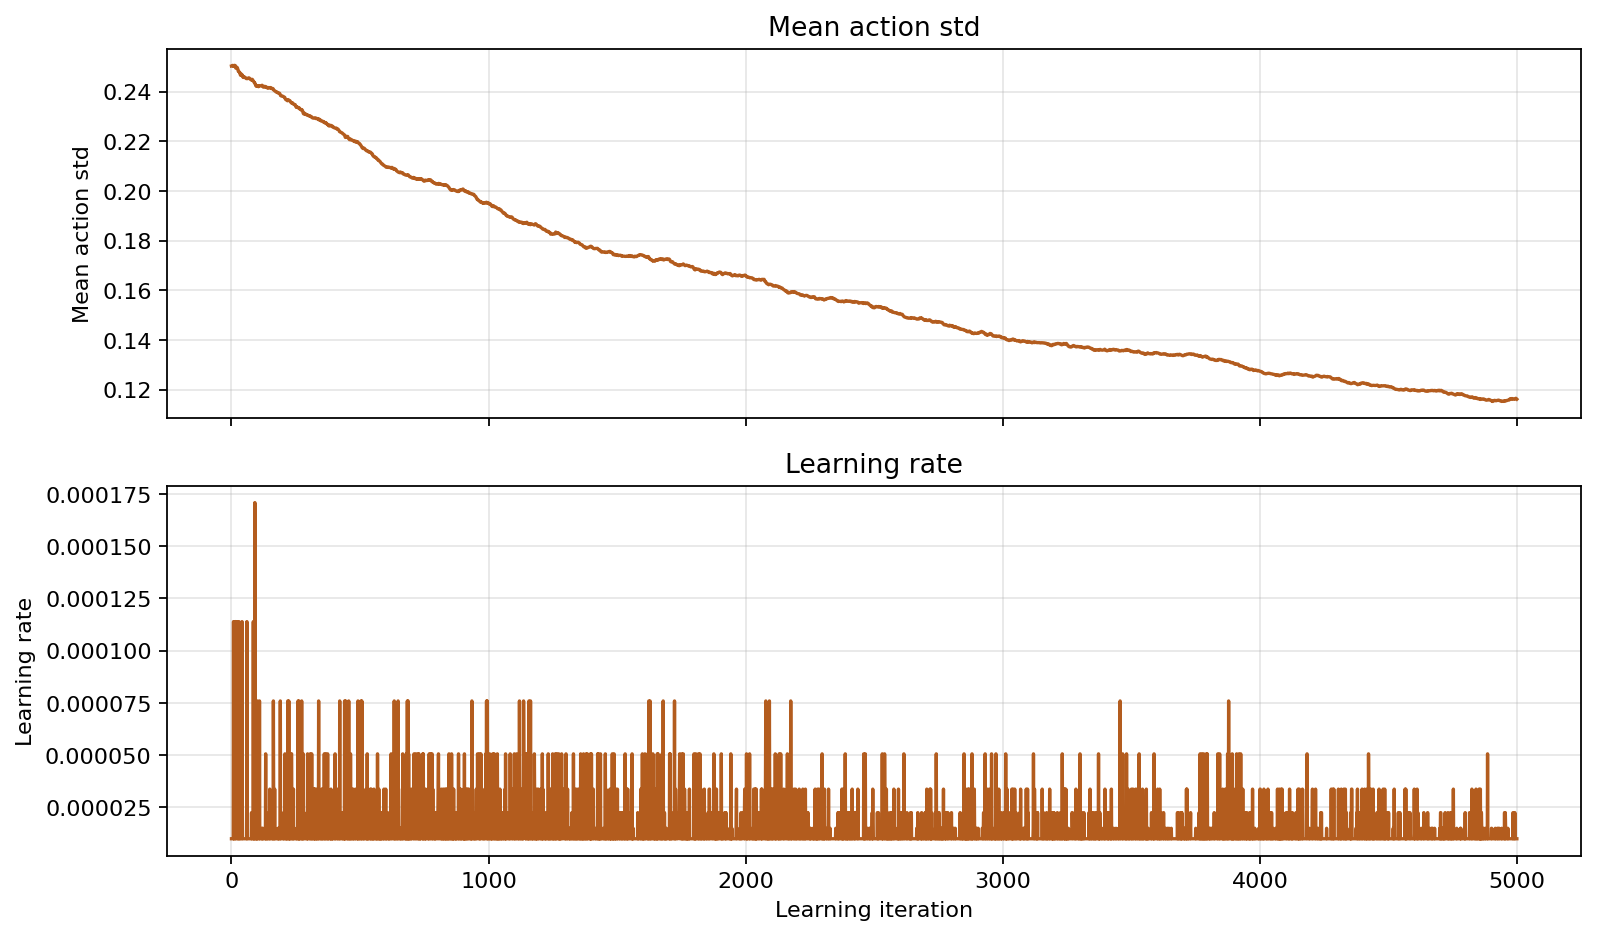 Mean action std
Mean action std
0.24
0.22
0.20
0.18
0.16
0.14
0.12
Learning rate
Learning rate
0.000175
0.000150
0.000125
0.000100
0.000075
0.000050
0.000025
0 1000 2000 3000 4000 5000
Learning iteration